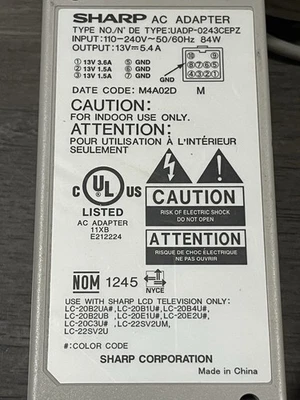 SHARP AC ADAPTER
TYPE NO./N° DE TYPE:UADP-0243CEPZ
INPUT:110-240V~50/60Hz 84W
OUTPUT:13V⎓5.4A
① 13V 3.6A ⑤ GND
② 13V 1.5A ⑦ GND
③ 13V 1.5A ⑧ GND
DATE CODE: M4A02D M
CAUTION:
FOR INDOOR USE ONLY.
ATTENTION:
POUR UTILISATION À L'INTÉRIEUR
SEULEMENT
C UL US
LISTED
AC ADAPTER
11XB
E212224
CAUTION
RISK OF ELECTRIC SHOCK
DO NOT OPEN
ATTENTION
RISQUE DE CHOC ÉLECTRIQUE
NE PAS OUVRIR
NOM 1245 NYCE
USE WITH SHARP LCD TELEVISION ONLY:
LC-20B2UA#, LC-20B1U#, LC-20B4U#,
LC-20B2UB, LC-20E1U#, LC-20E2U#,
LC-20C3U#, LC-22SV2UM,
LC-22SV2U
#:COLOR CODE
SHARP CORPORATION
Made in China